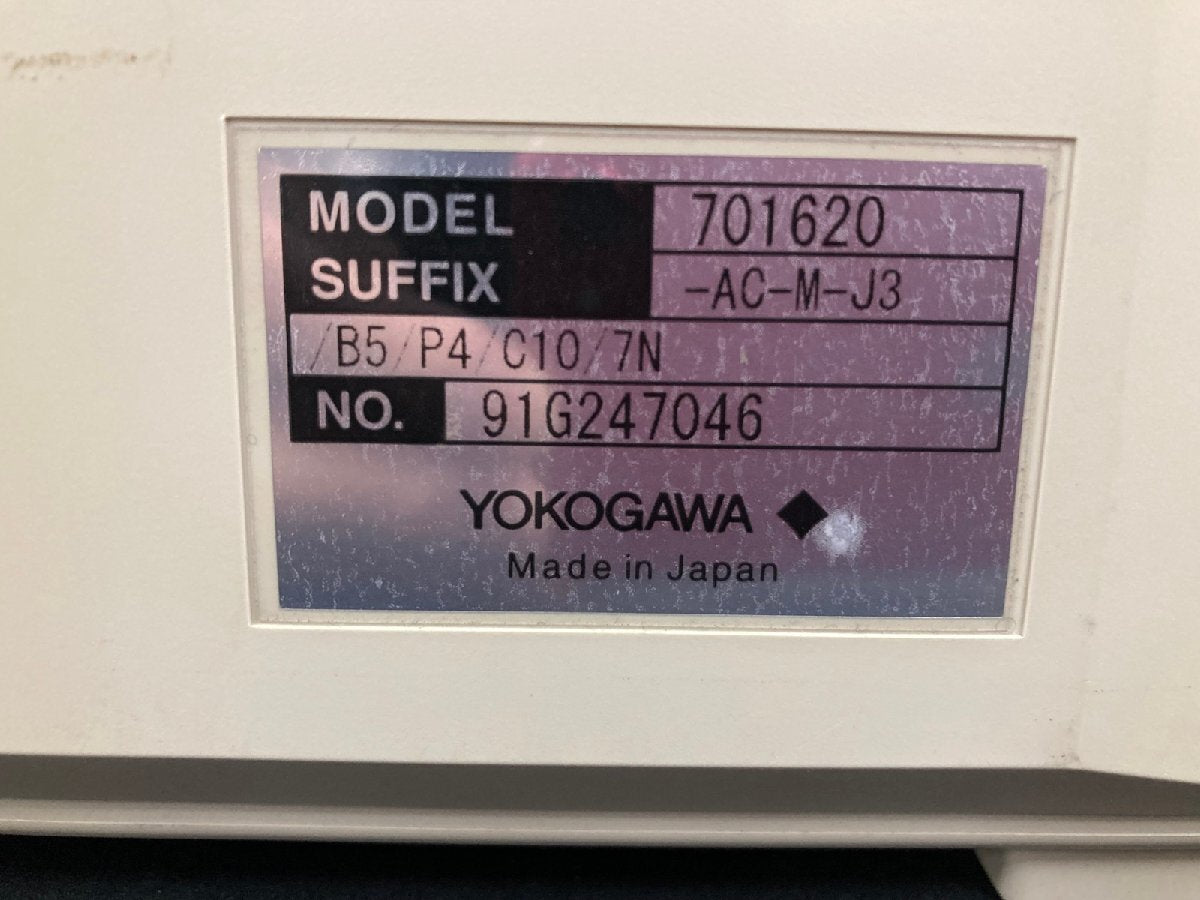 MODEL 701620
SUFFIX -AC-M-J3
/B5/P4/C10/7N
NO. 91G247046
YOKOGAWA
Made in Japan